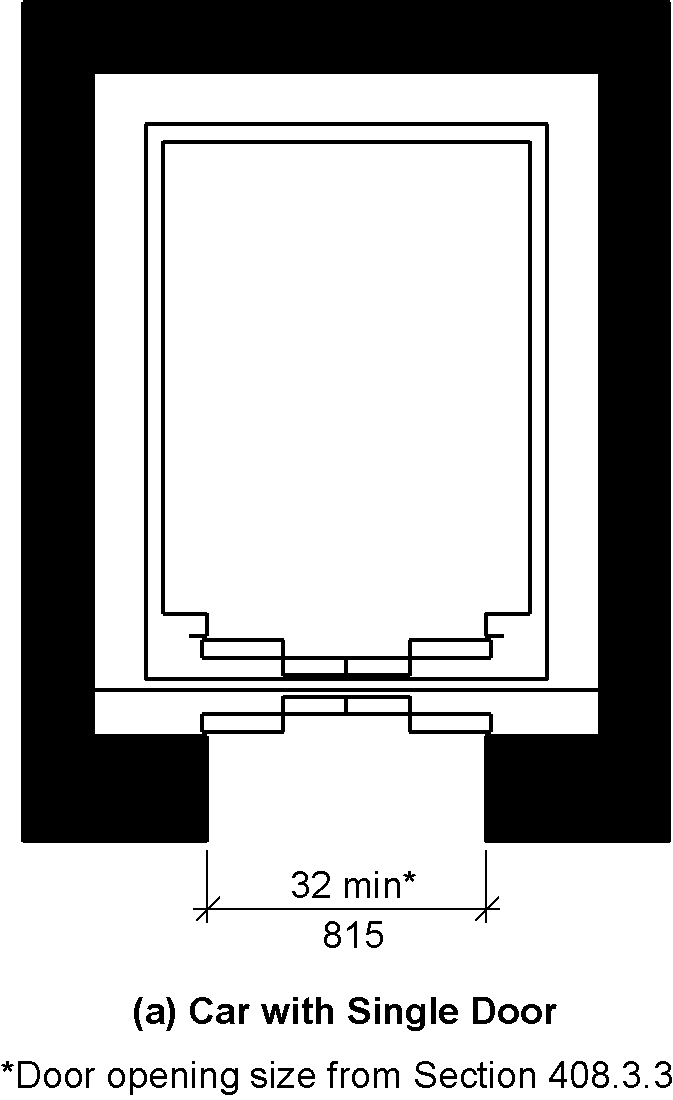 32 min*
815
(a) Car with Single Door
*Door opening size from Section 408.3.3